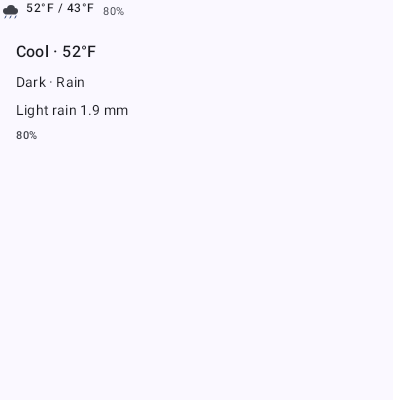 52°F / 43°F 80%
Cool · 52°F
Dark · Rain
Light rain 1.9 mm
80%